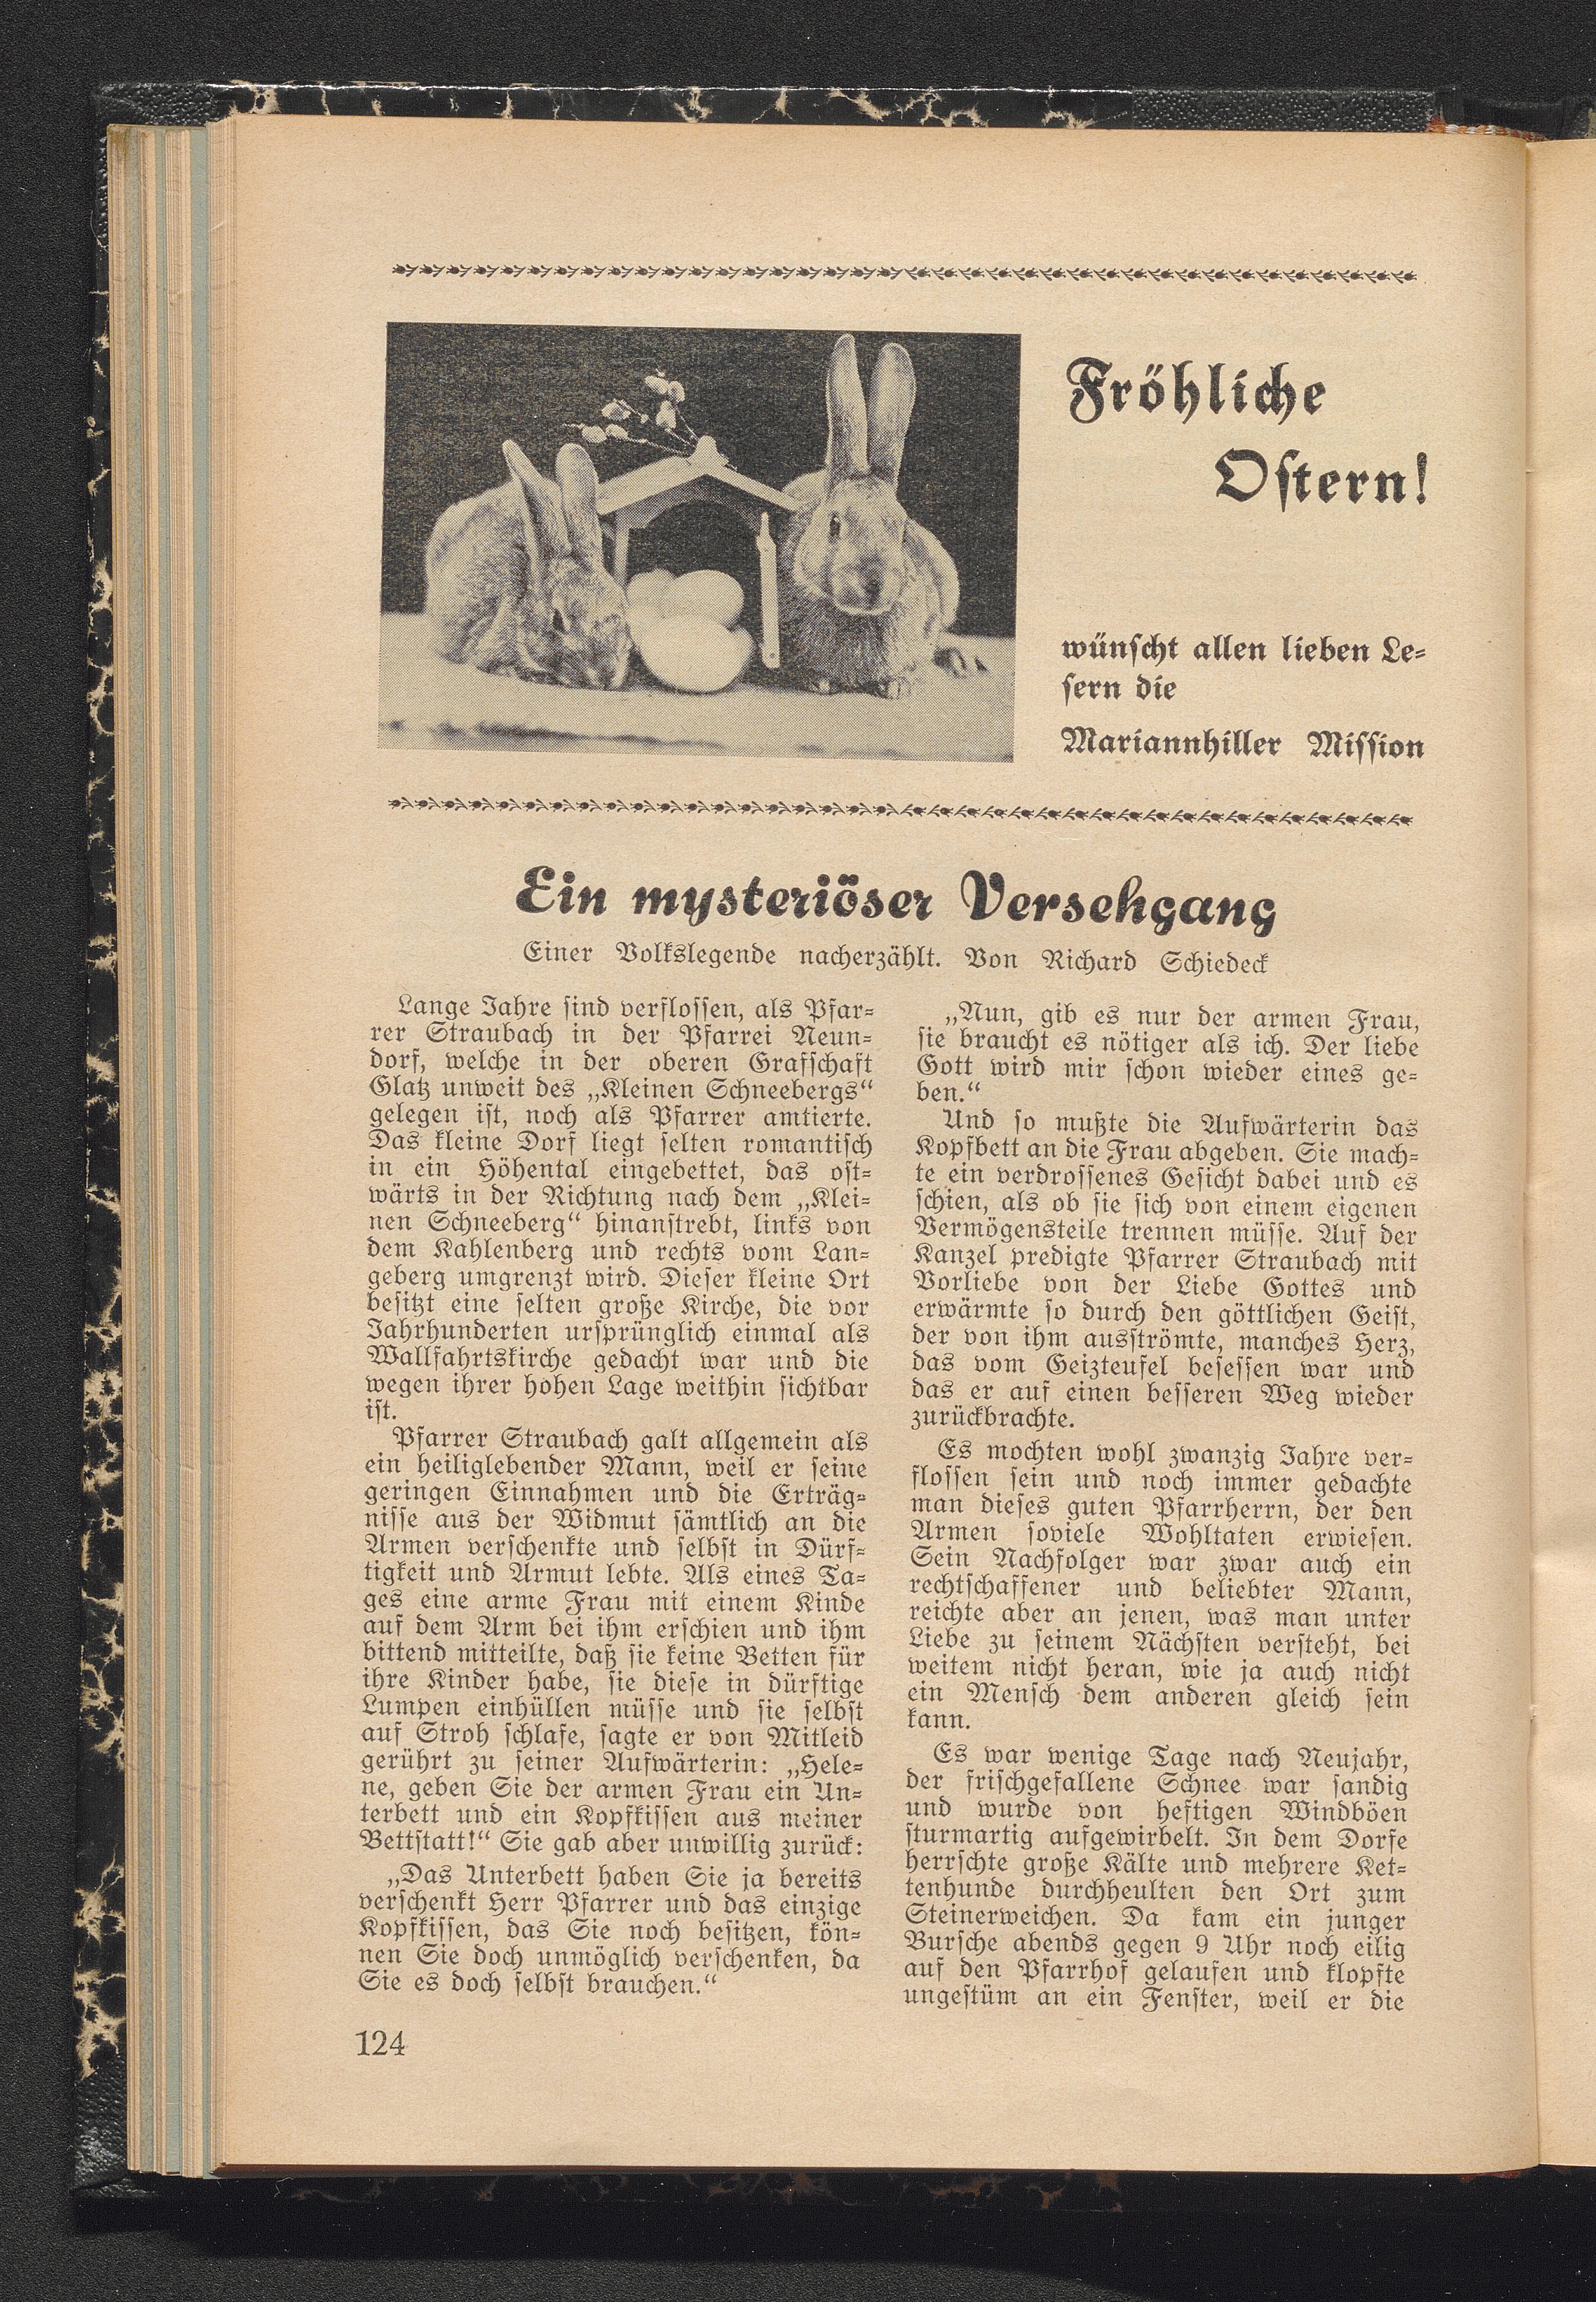 Fröhliche
Ostern!
wünscht allen lieben Le-
sern die
Mariannhiller Mission
Ein mysteriöser Versehgang
Einer Volkslegende nacherzählt. Von Richard Schiedeck
Lange Jahre sind verflossen, als Pfar-
rer Straubach in der Pfarrei Neun-
dorf, welche in der oberen Grafschaft
Glatz unweit des „Kleinen Schneebergs“
gelegen ist, noch als Pfarrer amtierte.
Das kleine Dorf liegt selten romantisch
in ein Höhental eingebettet, das ost-
wärts in der Richtung nach dem „Klei-
nen Schneeberg“ hinanstrebt, links von
dem Kahlenberg und rechts vom Lan-
geberg umgrenzt wird. Dieser kleine Ort
besitzt eine selten große Kirche, die vor
Jahrhunderten ursprünglich einmal als
Wallfahrtskirche gedacht war und die
wegen ihrer hohen Lage weithin sichtbar
ist.
Pfarrer Straubach galt allgemein als
ein heiliglebender Mann, weil er seine
geringen Einnahmen und die Erträg-
nisse aus der Widmut sämtlich an die
Armen verschenkte und selbst in Dürf-
tigkeit und Armut lebte. Als eines Ta-
ges eine arme Frau mit einem Kinde
auf dem Arm bei ihm erschien und ihm
bittend mitteilte, daß sie keine Betten für
ihre Kinder habe, sie diese in dürftige
Lumpen einhüllen müsse und sie selbst
auf Stroh schlafe, sagte er von Mitleid
gerührt zu seiner Aufwärterin: „Hele-
ne, geben Sie der armen Frau ein Un-
terbett und ein Kopfkissen aus meiner
Bettstatt!“ Sie gab aber unwillig zurück:
„Das Unterbett haben Sie ja bereits
verschenkt Herr Pfarrer und das einzige
Kopfkissen, das Sie noch besitzen, kön-
nen Sie doch unmöglich verschenken, da
Sie es doch selbst brauchen.“
„Nun, gib es nur der armen Frau,
sie braucht es nötiger als ich. Der liebe
Gott wird mir schon wieder eines ge-
ben.“
Und so mußte die Aufwärterin das
Kopfbett an die Frau abgeben. Sie mach-
te ein verdrossenes Gesicht dabei und es
schien, als ob sie sich von einem eigenen
Vermögensteile trennen müsse. Auf der
Kanzel predigte Pfarrer Straubach mit
Vorliebe von der Liebe Gottes und
erwärmte so durch den göttlichen Geist,
der von ihm ausströmte, manches Herz,
das vom Geizteufel besessen war und
das er auf einen besseren Weg wieder
zurückbrachte.
Es mochten wohl zwanzig Jahre ver-
flossen sein und noch immer gedachte
man dieses guten Pfarrherrn, der den
Armen soviele Wohltaten erwiesen.
Sein Nachfolger war zwar auch ein
rechtschaffener und beliebter Mann,
reichte aber an jenen, was man unter
Liebe zu seinem Nächsten versteht, bei
weitem nicht heran, wie ja auch nicht
ein Mensch dem anderen gleich sein
kann.
Es war wenige Tage nach Neujahr,
der frischgefallene Schnee war sandig
und wurde von heftigen Windböen
sturmartig aufgewirbelt. In dem Dorfe
herrschte große Kälte und mehrere Ket-
tenhunde durchheulten den Ort zum
Steinerweichen. Da kam ein junger
Bursche abends gegen 9 Uhr noch eilig
auf den Pfarrhof gelaufen und klopfte
ungestüm an ein Fenster, weil er die
124